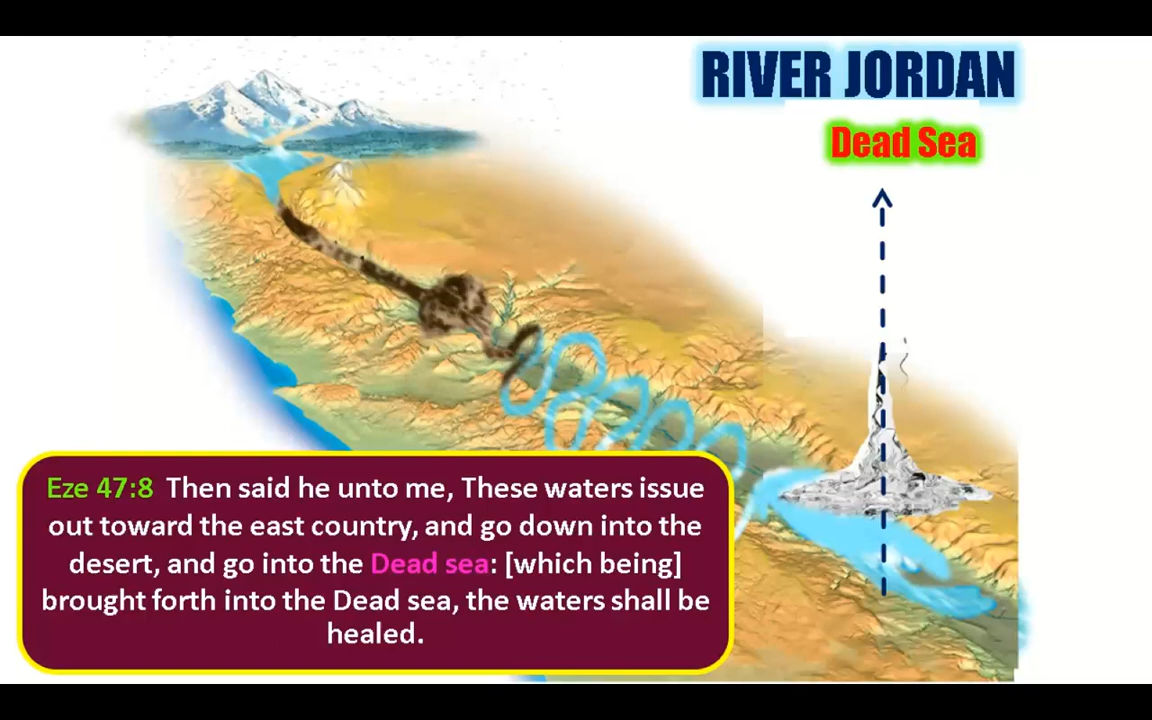 RIVER JORDAN
Dead Sea
Eze 47:8 Then said he unto me, These waters issue
out toward the east country, and go down into the
desert, and go into the Dead sea: [which being]
brought forth into the Dead sea, the waters shall be
healed.